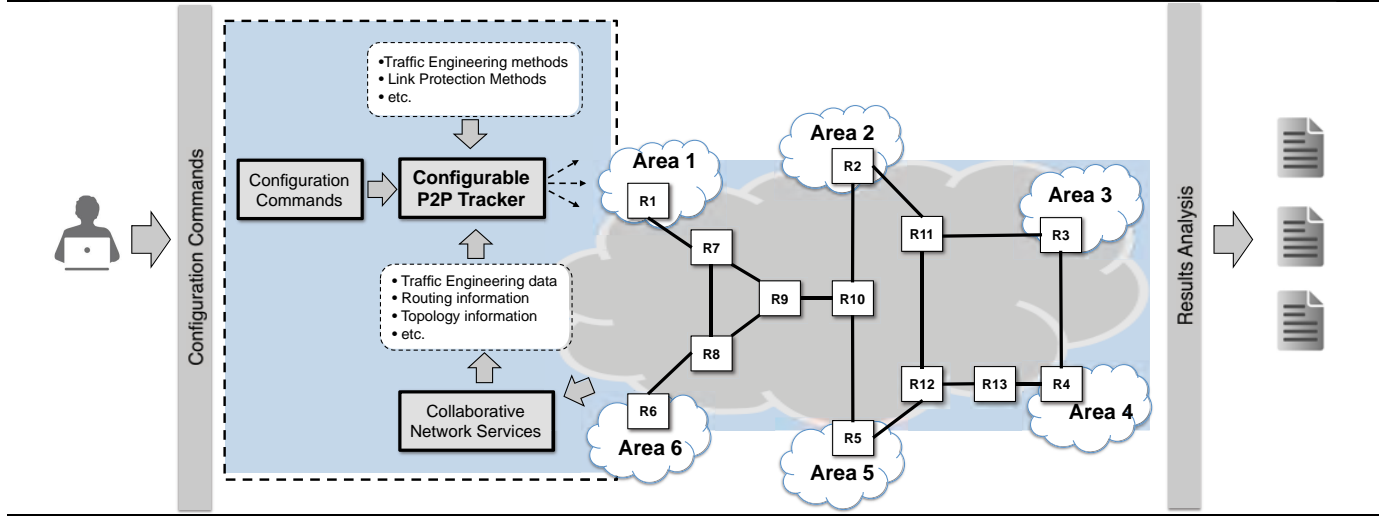 Configuration Commands
•Traffic Engineering methods
• Link Protection Methods
• etc.
Configuration
Commands
Configurable
P2P Tracker
• Traffic Engineering data
• Routing information
• Topology information
• etc.
Collaborative
Network Services
Area 1
R1
Area 2
R2
Area 3
R3
R7
R11
R9
R10
R8
R12
R13
R4
Area 4
R6
Area 6
R5
Area 5
Results Analysis